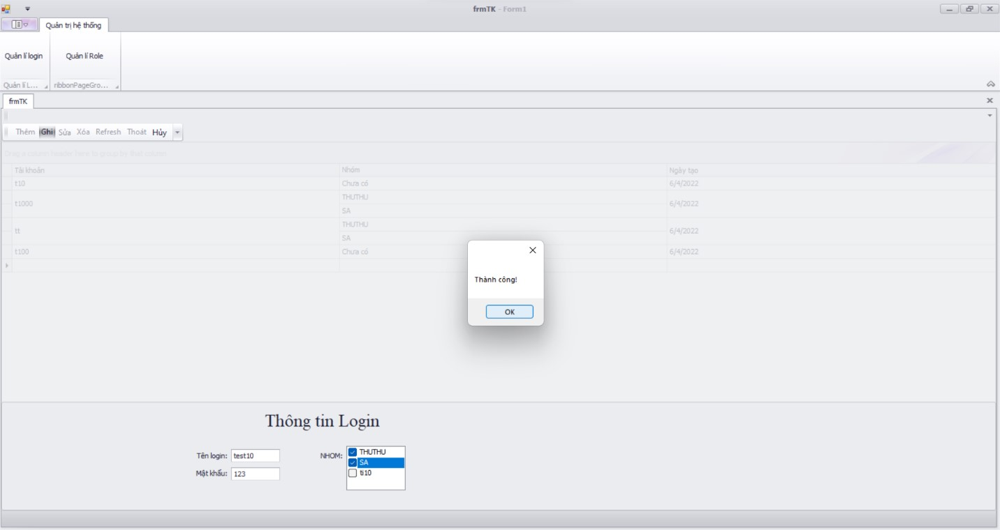 frmTK - Form1
Quản trị hệ thống
Quản lí login
Quản lí Role
Quản lí L...
ribbonPageGro...
frmTK
Thêm Ghi Sửa Xóa Refresh Thoát Hủy
Drag a column header here to group by that column
Tài khoản Nhóm Ngày tạo
t10 Chưa có 6/4/2022
t1000 THUTHU 6/4/2022
SA
tt THUTHU 6/4/2022
SA
t100 Chưa có 6/4/2022
Thành công!
OK
Thông tin Login
Tên login: test10
Mật khẩu: 123
NHOM:
THUTHU
SA
ti10